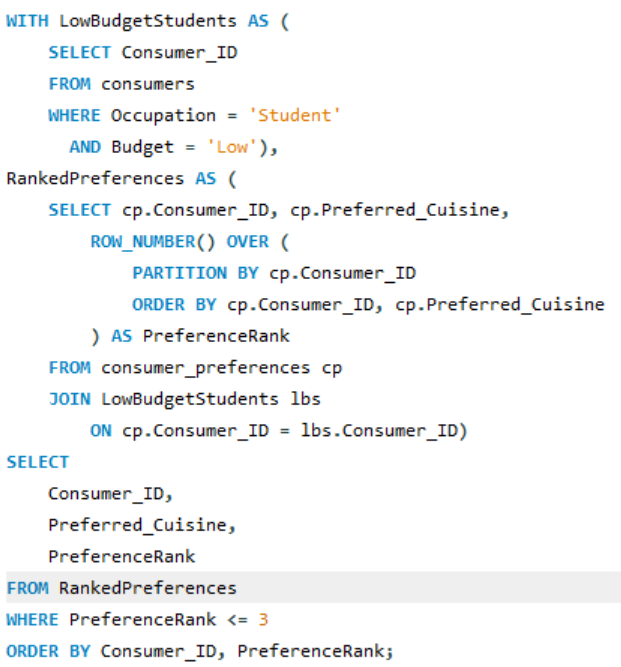 WITH LowBudgetStudents AS (
    SELECT Consumer_ID
    FROM consumers
    WHERE Occupation = 'Student'
      AND Budget = 'Low'),
RankedPreferences AS (
    SELECT cp.Consumer_ID, cp.Preferred_Cuisine,
        ROW_NUMBER() OVER (
            PARTITION BY cp.Consumer_ID
            ORDER BY cp.Consumer_ID, cp.Preferred_Cuisine
        ) AS PreferenceRank
    FROM consumer_preferences cp
    JOIN LowBudgetStudents lbs
        ON cp.Consumer_ID = lbs.Consumer_ID)
SELECT
    Consumer_ID,
    Preferred_Cuisine,
    PreferenceRank
FROM RankedPreferences
WHERE PreferenceRank <= 3
ORDER BY Consumer_ID, PreferenceRank;